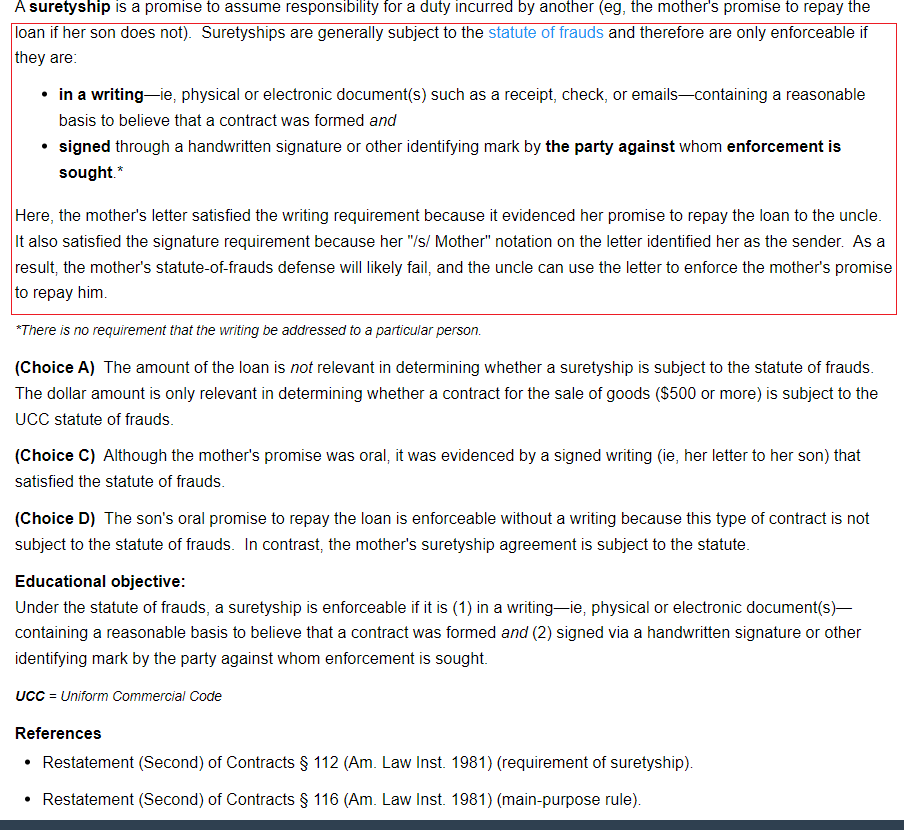 A suretyship is a promise to assume responsibility for a duty incurred by another (eg, the mother's promise to repay the
loan if her son does not).  Suretyships are generally subject to the statute of frauds and therefore are only enforceable if
they are:
• in a writing—ie, physical or electronic document(s) such as a receipt, check, or emails—containing a reasonable
basis to believe that a contract was formed and
• signed through a handwritten signature or other identifying mark by the party against whom enforcement is
sought.*
Here, the mother's letter satisfied the writing requirement because it evidenced her promise to repay the loan to the uncle.
It also satisfied the signature requirement because her "/s/ Mother" notation on the letter identified her as the sender.  As a
result, the mother's statute-of-frauds defense will likely fail, and the uncle can use the letter to enforce the mother's promise
to repay him.
*There is no requirement that the writing be addressed to a particular person.
(Choice A)  The amount of the loan is not relevant in determining whether a suretyship is subject to the statute of frauds.
The dollar amount is only relevant in determining whether a contract for the sale of goods ($500 or more) is subject to the
UCC statute of frauds.
(Choice C)  Although the mother's promise was oral, it was evidenced by a signed writing (ie, her letter to her son) that
satisfied the statute of frauds.
(Choice D)  The son's oral promise to repay the loan is enforceable without a writing because this type of contract is not
subject to the statute of frauds.  In contrast, the mother's suretyship agreement is subject to the statute.
Educational objective:
Under the statute of frauds, a suretyship is enforceable if it is (1) in a writing—ie, physical or electronic document(s)—
containing a reasonable basis to believe that a contract was formed and (2) signed via a handwritten signature or other
identifying mark by the party against whom enforcement is sought.
UCC = Uniform Commercial Code
References
• Restatement (Second) of Contracts § 112 (Am. Law Inst. 1981) (requirement of suretyship).
• Restatement (Second) of Contracts § 116 (Am. Law Inst. 1981) (main-purpose rule).